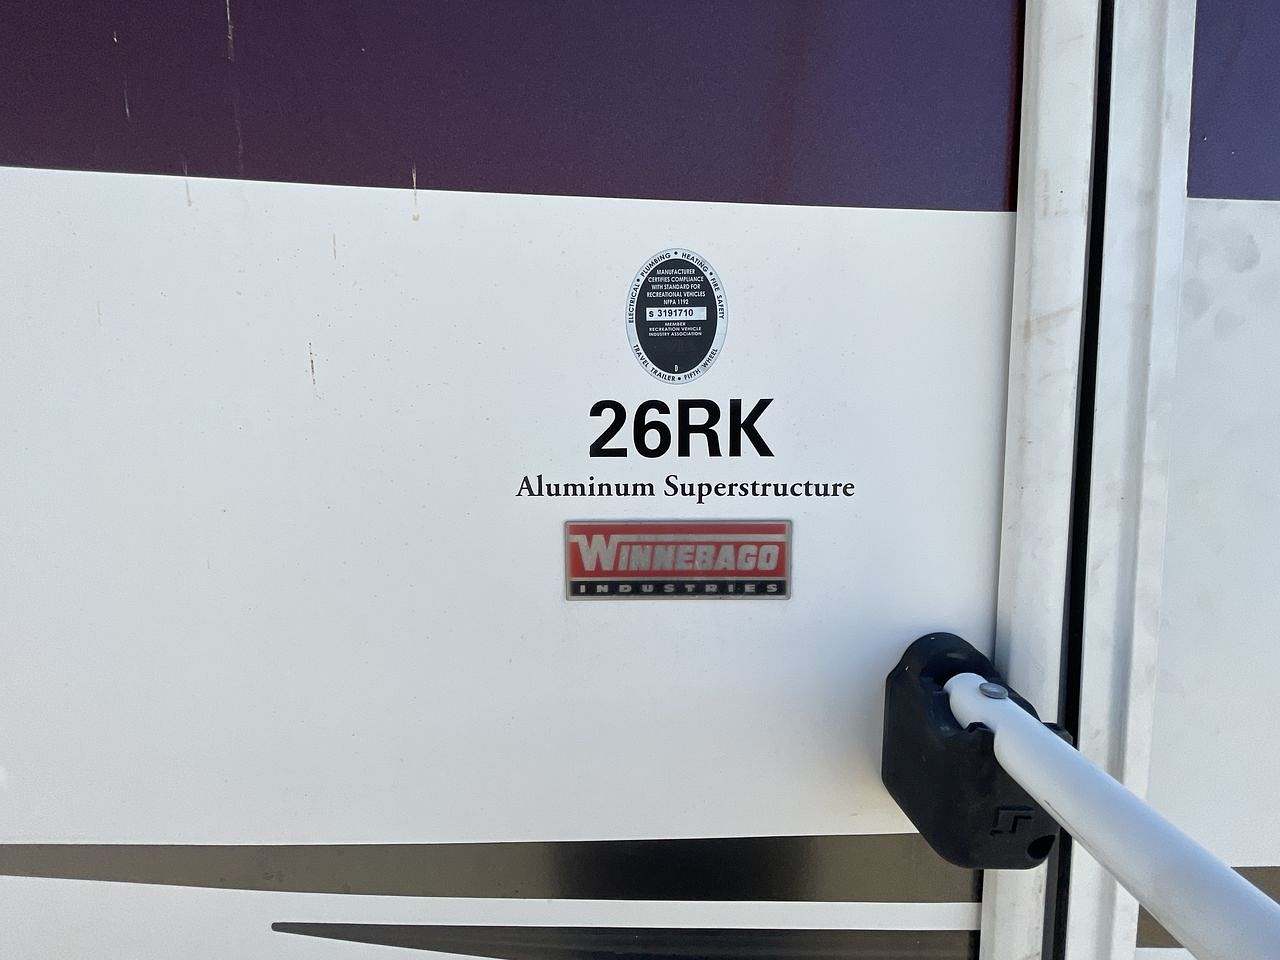 ELECTRICAL • PLUMBING • HEATING • FIRE SAFETY
MANUFACTURER
CERTIFIES COMPLIANCE
WITH STANDARD FOR
RECREATIONAL VEHICLES
NFPA 1192
S 3191710
MEMBER
RECREATION VEHICLE
INDUSTRY ASSOCIATION
D
TRAVEL TRAILER • FIFTH WHEEL
26RK
Aluminum Superstructure
WINNEBAGO
INDUSTRIES